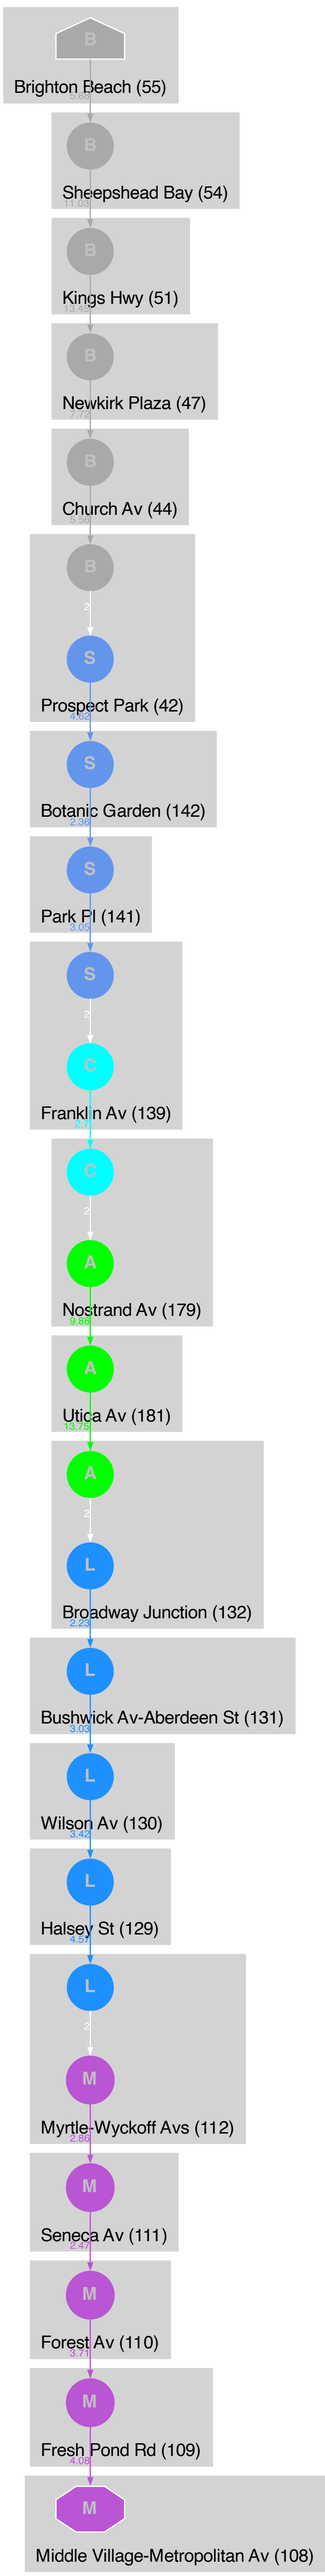 B
Brighton Beach (55)
5.88
B
Sheepshead Bay (54)
11.03
B
Kings Hwy (51)
13.45
B
Newkirk Plaza (47)
7.72
B
Church Av (44)
5.56
B
2
S
Prospect Park (42)
4.62
S
Botanic Garden (142)
2.36
S
Park Pl (141)
3.05
S
2
C
Franklin Av (139)
2.7
C
2
A
Nostrand Av (179)
9.86
A
Utica Av (181)
13.75
A
2
L
Broadway Junction (132)
2.23
L
Bushwick Av-Aberdeen St (131)
3.03
L
Wilson Av (130)
3.42
L
Halsey St (129)
4.57
L
2
M
Myrtle-Wyckoff Avs (112)
2.86
M
Seneca Av (111)
2.47
M
Forest Av (110)
3.71
M
Fresh Pond Rd (109)
4.08
M
Middle Village-Metropolitan Av (108)